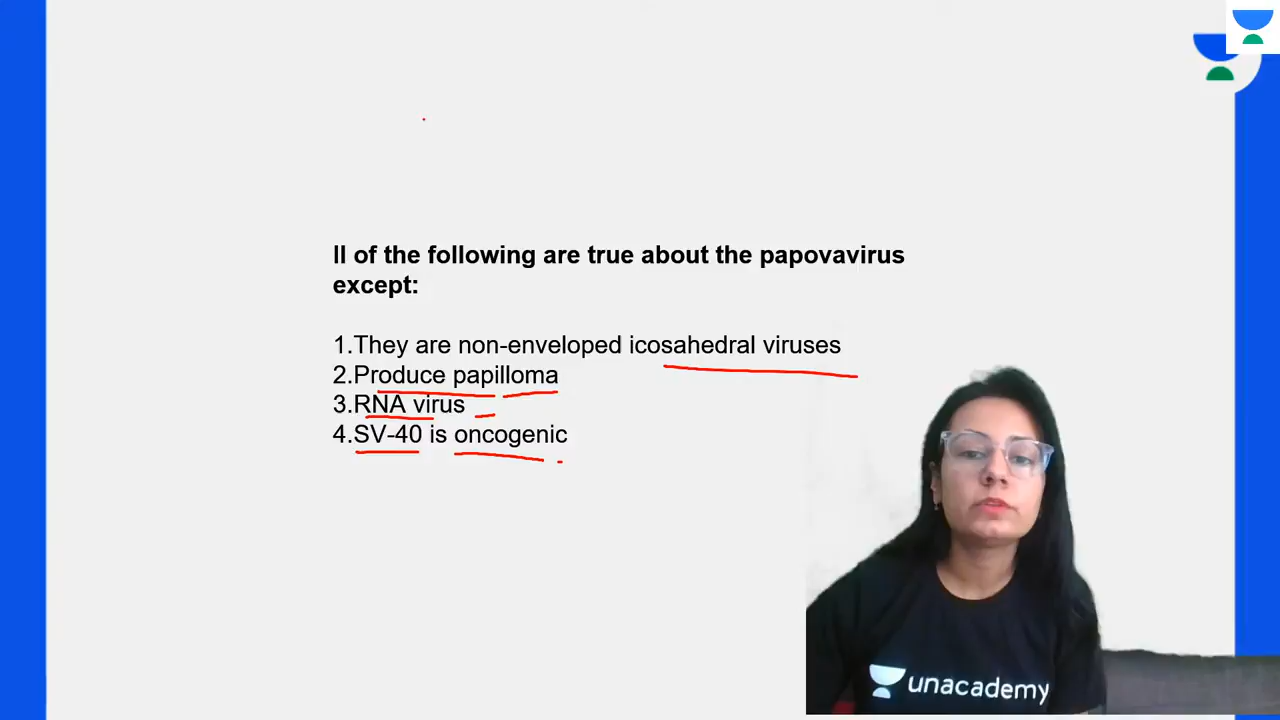 II of the following are true about the papovavirus
except:
1.They are non-enveloped icosahedral viruses
2.Produce papilloma
3.RNA virus
4.SV-40 is oncogenic
unacademy